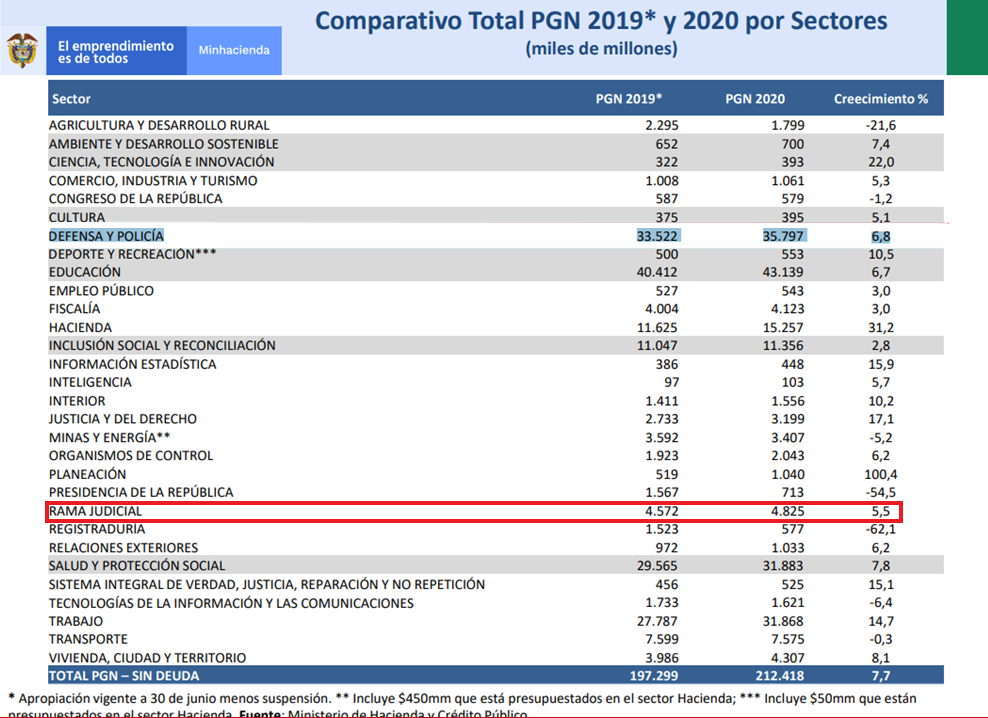 Comparativo Total PGN 2019* y 2020 por Sectores
(miles de millones)
El emprendimiento
es de todos
Minhacienda
Sector PGN 2019* PGN 2020 Creecimiento %
AGRICULTURA Y DESARROLLO RURAL 2.295 1.799 -21,6
AMBIENTE Y DESARROLLO SOSTENIBLE 652 700 7,4
CIENCIA, TECNOLOGÍA E INNOVACIÓN 322 393 22,0
COMERCIO, INDUSTRIA Y TURISMO 1.008 1.061 5,3
CONGRESO DE LA REPÚBLICA 587 579 -1,2
CULTURA 375 395 5,1
DEFENSA Y POLICÍA 33.522 35.797 6,8
DEPORTE Y RECREACIÓN*** 500 553 10,5
EDUCACIÓN 40.412 43.139 6,7
EMPLEO PÚBLICO 527 543 3,0
FISCALÍA 4.004 4.123 3,0
HACIENDA 11.625 15.257 31,2
INCLUSIÓN SOCIAL Y RECONCILIACIÓN 11.047 11.356 2,8
INFORMACIÓN ESTADÍSTICA 386 448 15,9
INTELIGENCIA 97 103 5,7
INTERIOR 1.411 1.556 10,2
JUSTICIA Y DEL DERECHO 2.733 3.199 17,1
MINAS Y ENERGÍA** 3.592 3.407 -5,2
ORGANISMOS DE CONTROL 1.923 2.043 6,2
PLANEACIÓN 519 1.040 100,4
PRESIDENCIA DE LA REPÚBLICA 1.567 713 -54,5
RAMA JUDICIAL 4.572 4.825 5,5
REGISTRADURÍA 1.523 577 -62,1
RELACIONES EXTERIORES 972 1.033 6,2
SALUD Y PROTECCIÓN SOCIAL 29.565 31.883 7,8
SISTEMA INTEGRAL DE VERDAD, JUSTICIA, REPARACIÓN Y NO REPETICIÓN 456 525 15,1
TECNOLOGÍAS DE LA INFORMACIÓN Y LAS COMUNICACIONES 1.733 1.621 -6,4
TRABAJO 27.787 31.868 14,7
TRANSPORTE 7.599 7.575 -0,3
VIVIENDA, CIUDAD Y TERRITORIO 3.986 4.307 8,1
TOTAL PGN – SIN DEUDA 197.299 212.418 7,7
* Apropiación vigente a 30 de junio menos suspensión. ** Incluye $450mm que está presupuestados en el sector Hacienda; *** Incluye $50mm que están
presupuestados en el sector Hacienda. Fuente: Ministerio de Hacienda y Crédito Público